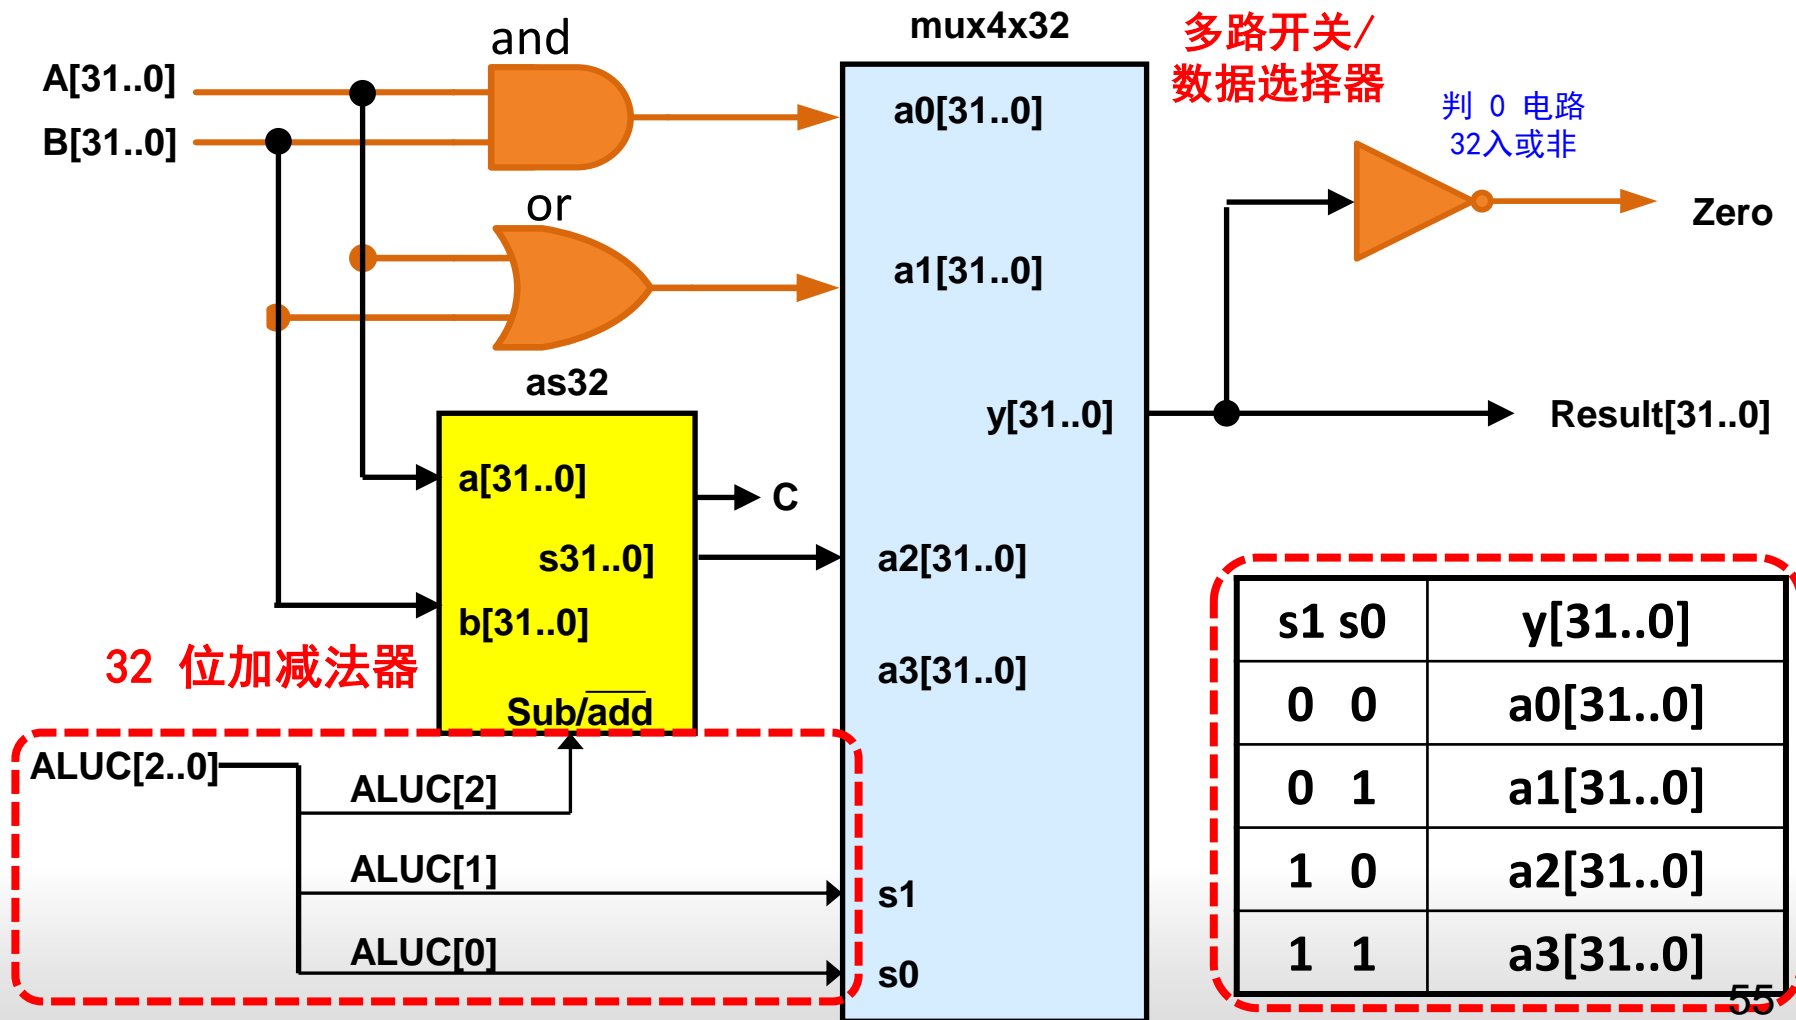 mux4x32
多路开关/
数据选择器
and
A[31..0]
B[31..0]
a0[31..0]
判 0 电路
32入或非
or
Zero
a1[31..0]
as32
y[31..0]
Result[31..0]
a[31..0]
C
s31..0]
a2[31..0]
b[31..0]
32 位加减法器
a3[31..0]
Sub/add
ALUC[2..0]
ALUC[2]
ALUC[1]
s1
ALUC[0]
s0
s1 s0 y[31..0]
0 0 a0[31..0]
0 1 a1[31..0]
1 0 a2[31..0]
1 1 a3[31..0]
55